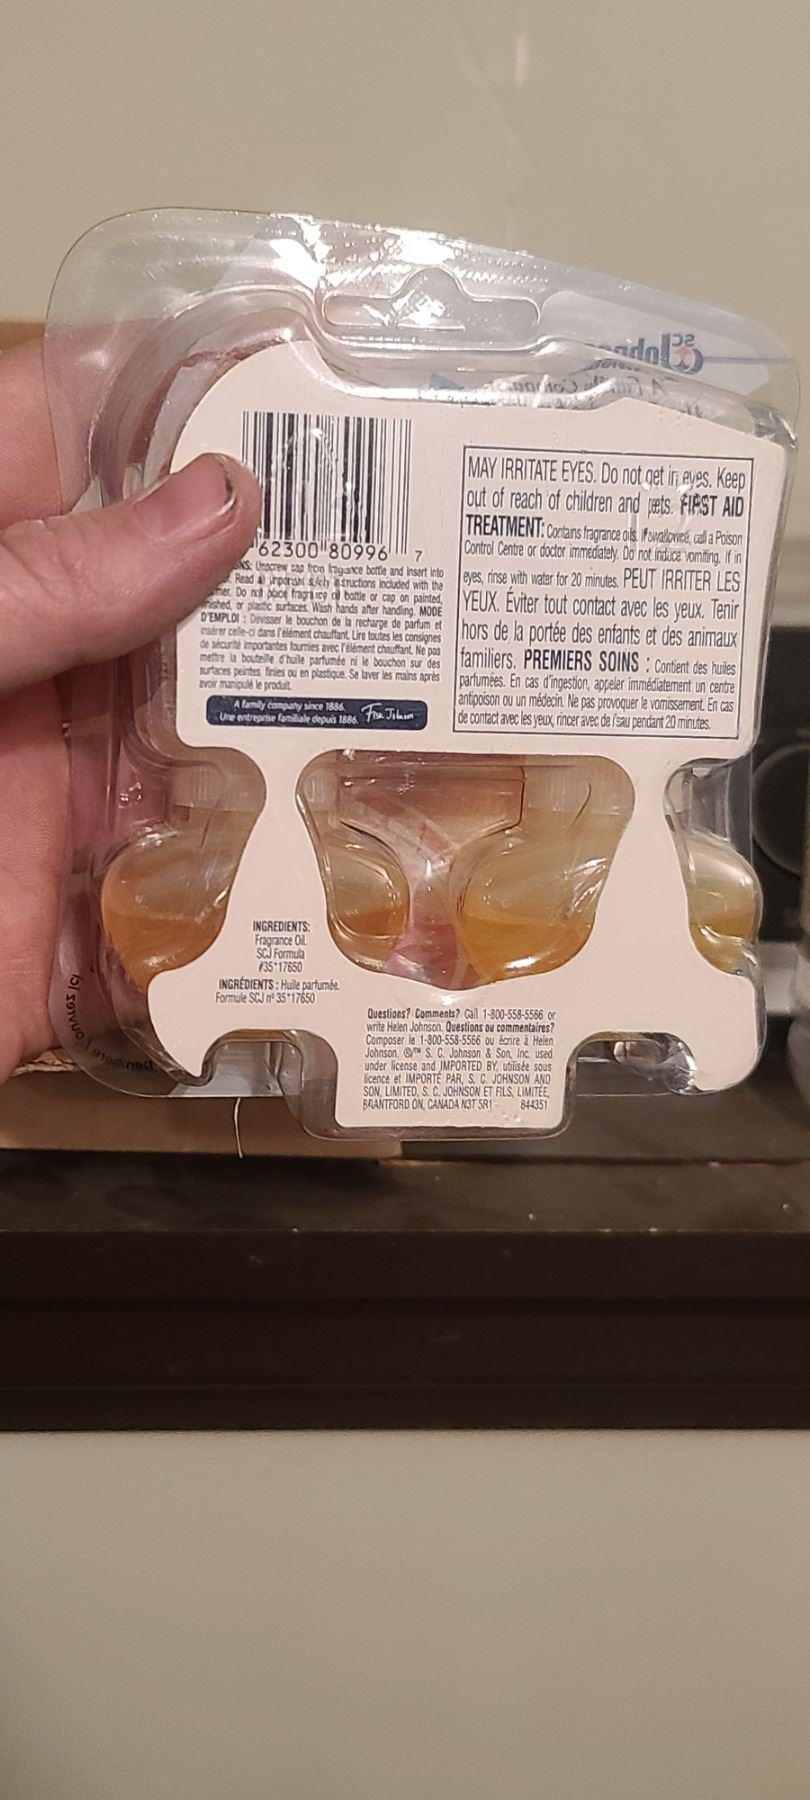 SC Johnson
A Family Company
62300 80996 7
NS: Unscrew cap from fragrance bottle and insert into
Read all important safety instructions included with the
mer. Do not place fragrance oil bottle or cap on painted,
nished, or plastic surfaces. Wash hands after handling. MODE
D'EMPLOI : Dévisser le bouchon de la recharge de parfum et
insérer celle-ci dans l'élément chauffant. Lire toutes les consignes
de sécurité importantes fournies avec l'élément chauffant. Ne pas
mettre la bouteille d'huile parfumée ni le bouchon sur des
surfaces peintes, finies ou en plastique. Se laver les mains après
avoir manipulé le produit.
A family company since 1886.
Une entreprise familiale depuis 1886.
Fisk Johnson
MAY IRRITATE EYES. Do not get in eyes. Keep
out of reach of children and pets. FIRST AID
TREATMENT: Contains fragrance oils. If swallowed, call a Poison
Control Centre or doctor immediately. Do not induce vomiting. If in
eyes, rinse with water for 20 minutes. PEUT IRRITER LES
YEUX. Éviter tout contact avec les yeux. Tenir
hors de la portée des enfants et des animaux
familiers. PREMIERS SOINS : Contient des huiles
parfumées. En cas d'ingestion, appeler immédiatement un centre
antipoison ou un médecin. Ne pas provoquer le vomissement. En cas
de contact avec les yeux, rincer avec de l'eau pendant 20 minutes.
INGREDIENTS:
Fragrance Oil.
SCJ Formula
#35*17650
INGRÉDIENTS : Huile parfumée.
Formule SCJ nº 35*17650
Questions? Comments? Call 1-800-558-5566 or
write Helen Johnson. Questions ou commentaires?
Composer le 1-800-558-5566 ou écrire à Helen
Johnson. ®/™ S. C. Johnson & Son, Inc. used
under license and IMPORTED BY, utilisée sous
licence et IMPORTÉ PAR, S. C. JOHNSON AND
SON, LIMITED, S. C. JOHNSON ET FILS, LIMITÉE,
BRANTFORD ON, CANADA N3T 5R1 844351
Open here | ouvrez ici